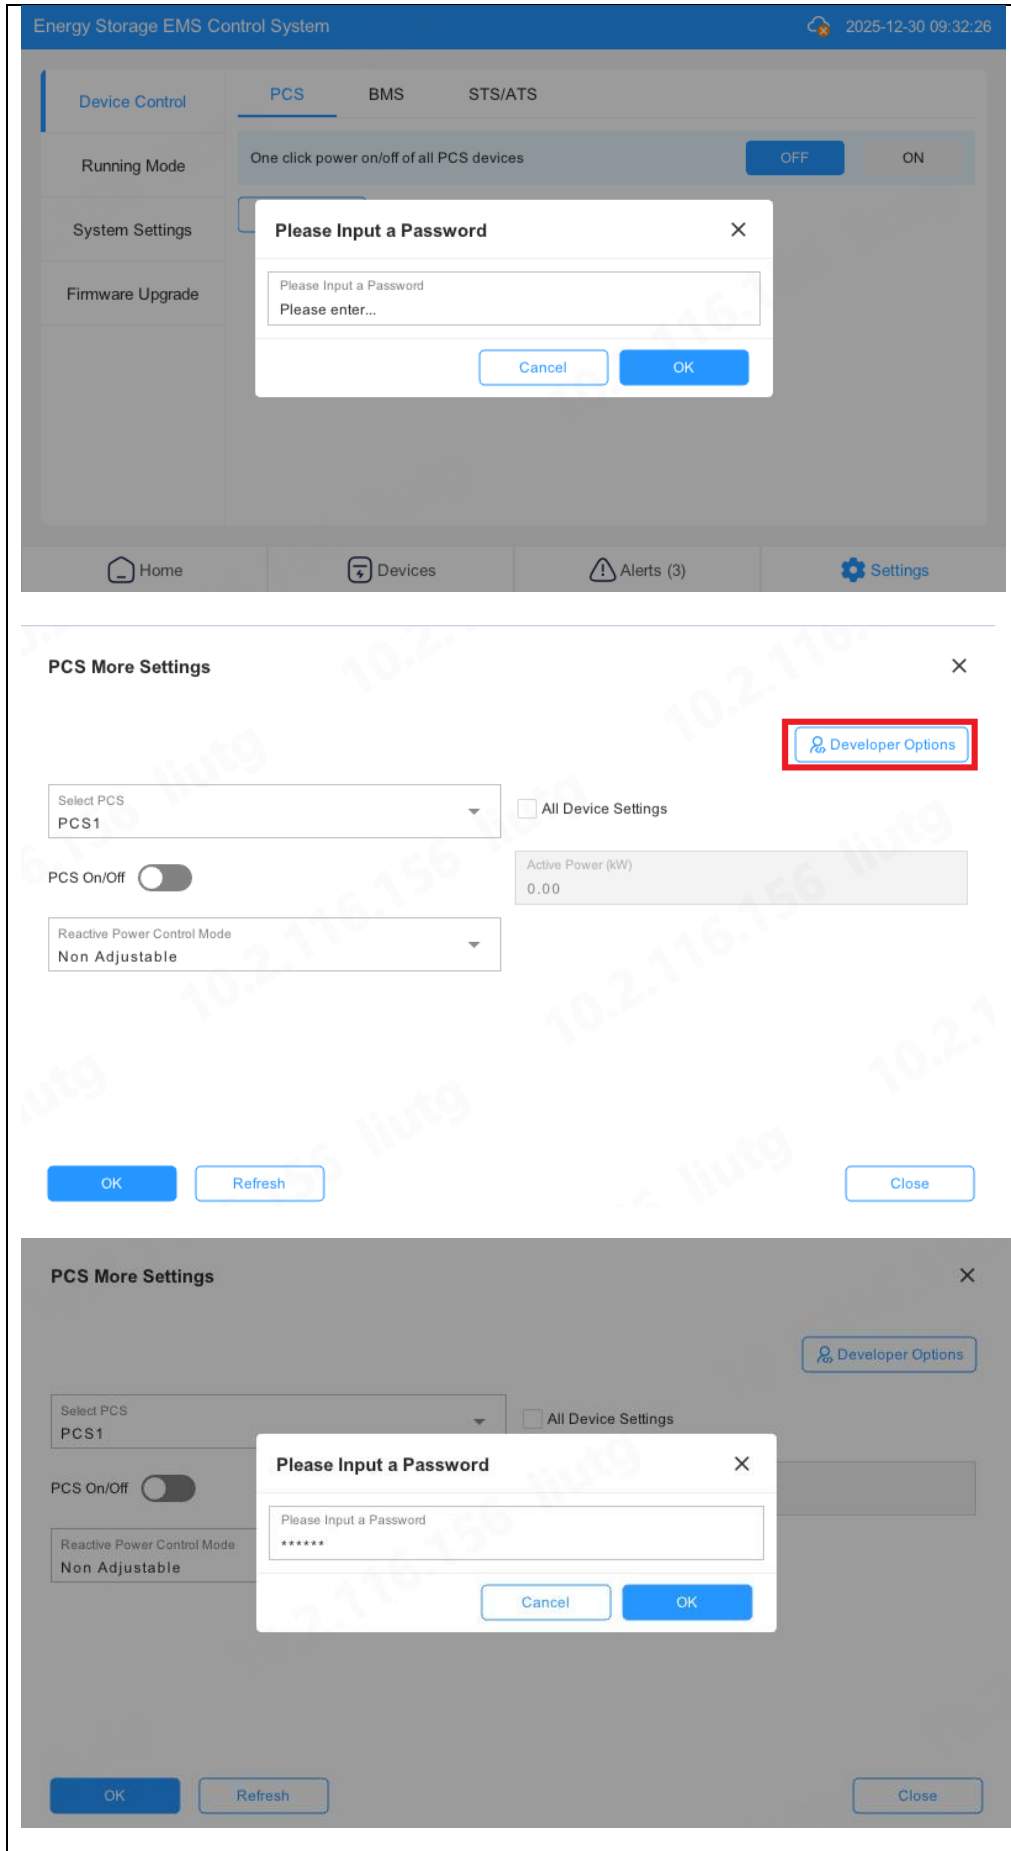 Energy Storage EMS Control System
2025-12-30 09:32:26
Device Control
PCS
BMS
STS/ATS
Running Mode
One click power on/off of all PCS devices
OFF
ON
System Settings
Please Input a Password
Firmware Upgrade
Please Input a Password
Please enter...
Cancel
OK
Home
Devices
Alerts (3)
Settings
PCS More Settings
Developer Options
Select PCS
PCS1
All Device Settings
PCS On/Off
Active Power (kW)
0.00
Reactive Power Control Mode
Non Adjustable
OK
Refresh
Close
10.2.116.156 liutg
PCS More Settings
Developer Options
Select PCS
PCS1
All Device Settings
Please Input a Password
PCS On/Off
Please Input a Password
******
Reactive Power Control Mode
Non Adjustable
Cancel
OK
OK
Refresh
Close